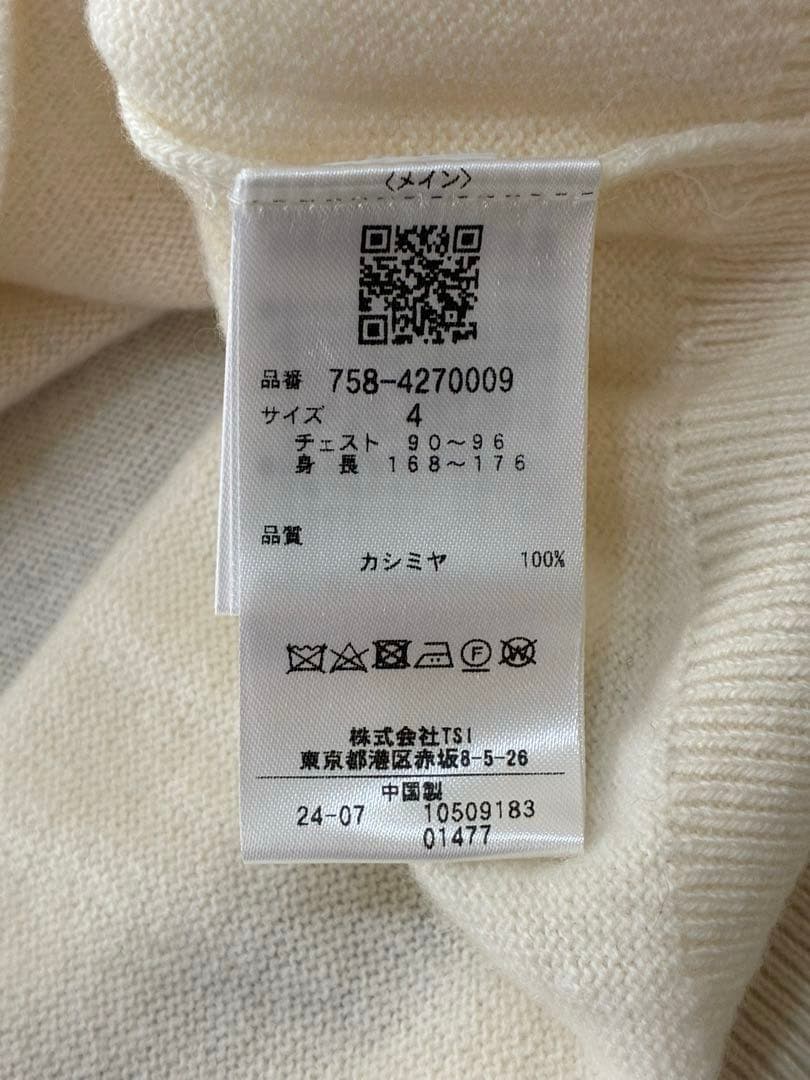 〈メイン〉
品番 758-4270009
サイズ 4
チェスト 90～96
身長 168～176
品質
カシミヤ 100%
F W
株式会社TSI
東京都港区赤坂8-5-26
中国製
24-07 10509183
01477